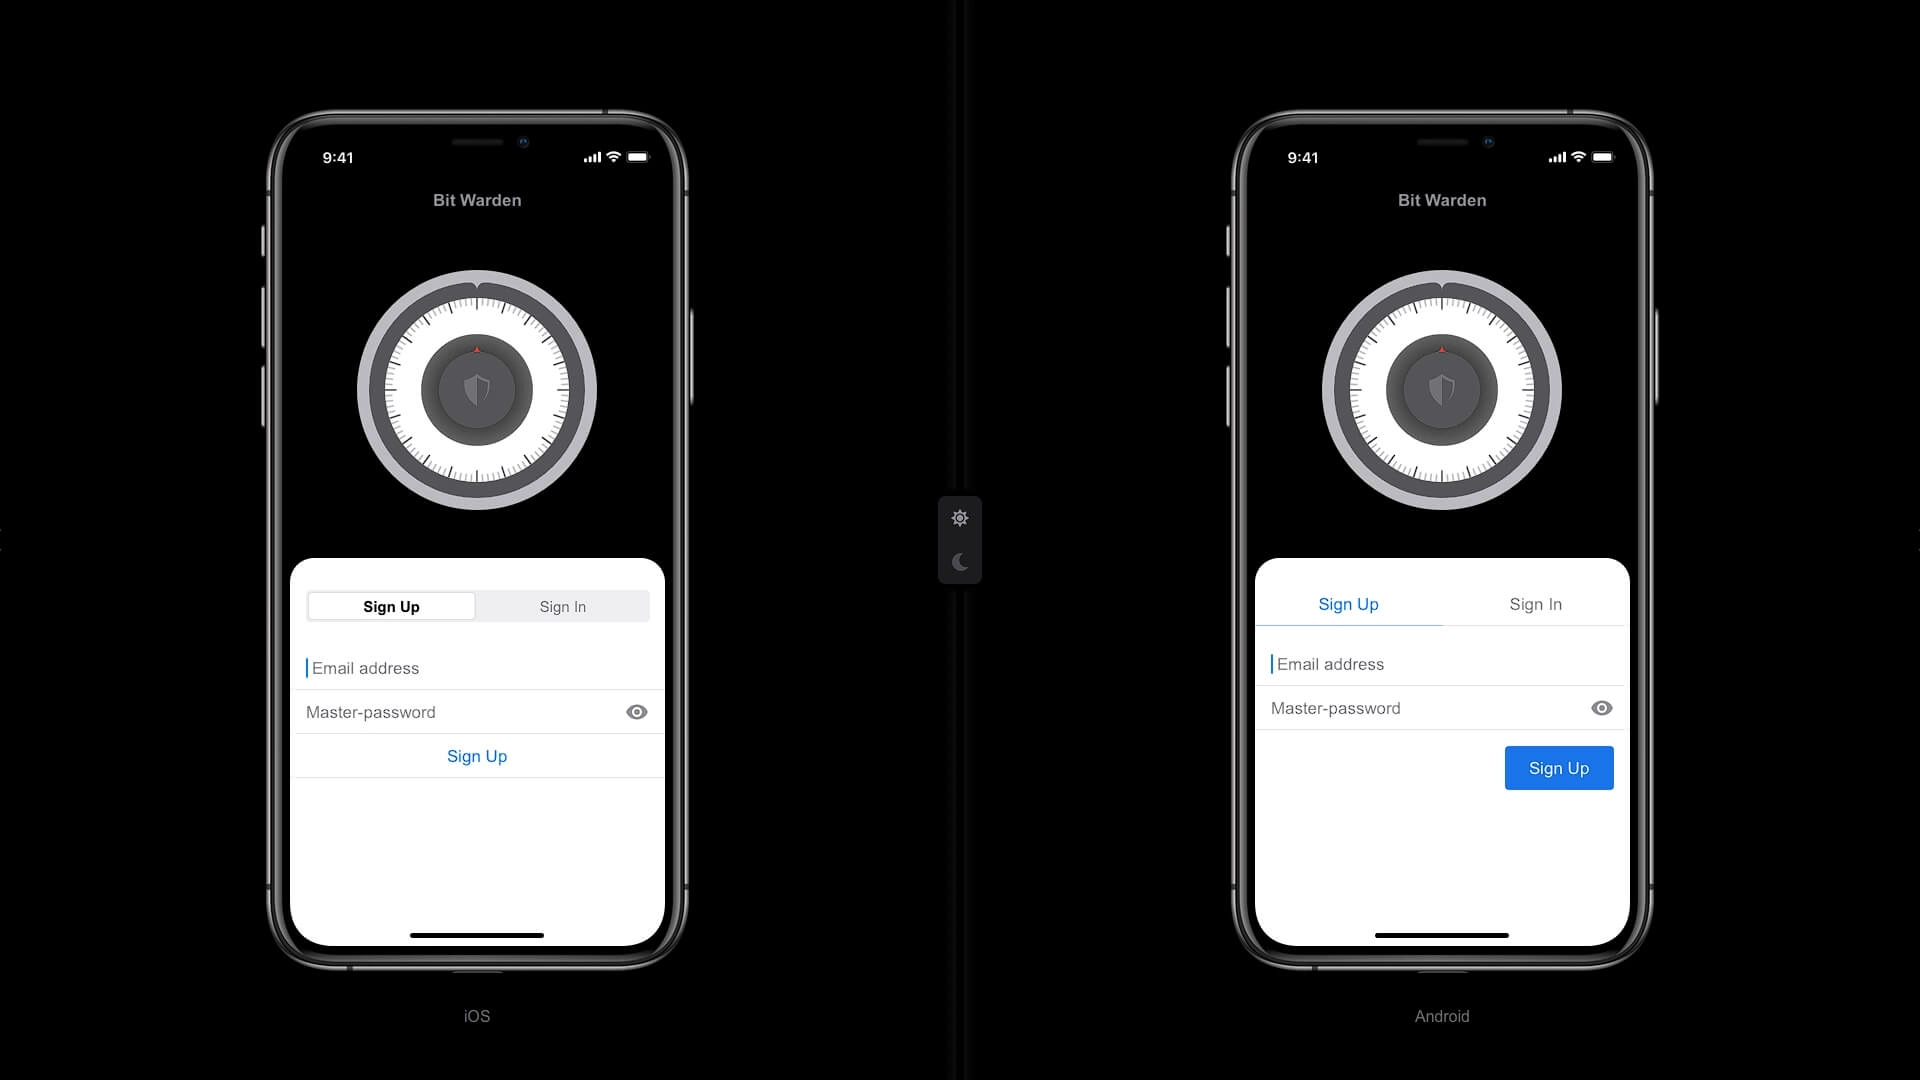 9:41
Bit Warden
Sign Up
Sign In
Email address
Master-password
Sign Up
iOS
9:41
Bit Warden
Sign Up
Sign In
Email address
Master-password
Sign Up
Android